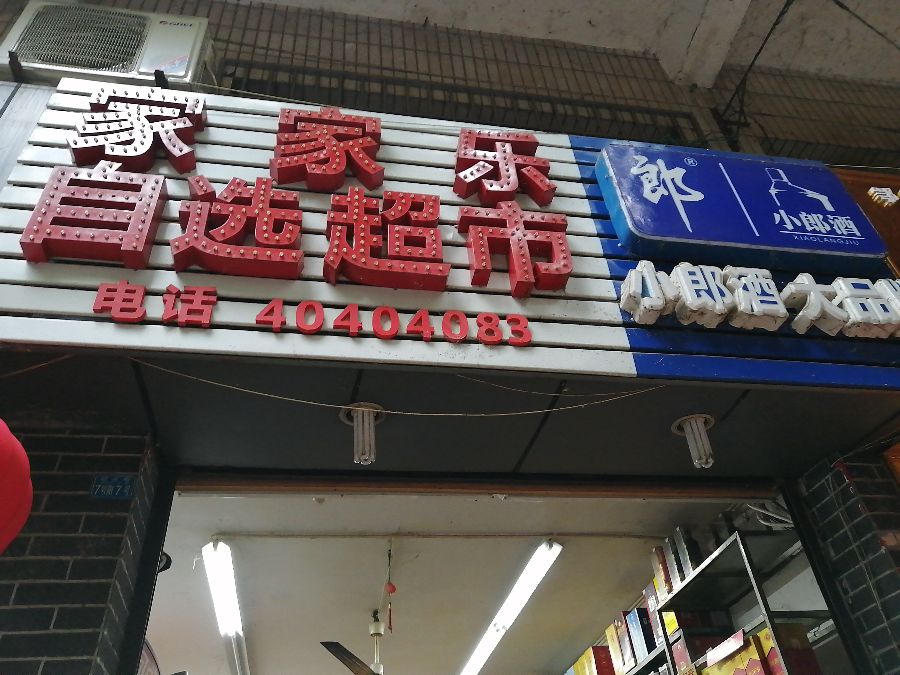 家家乐
自选超市
电话 40404083
郎®
小郎酒
XIAOLANGJIU
小郎酒大品
GREE